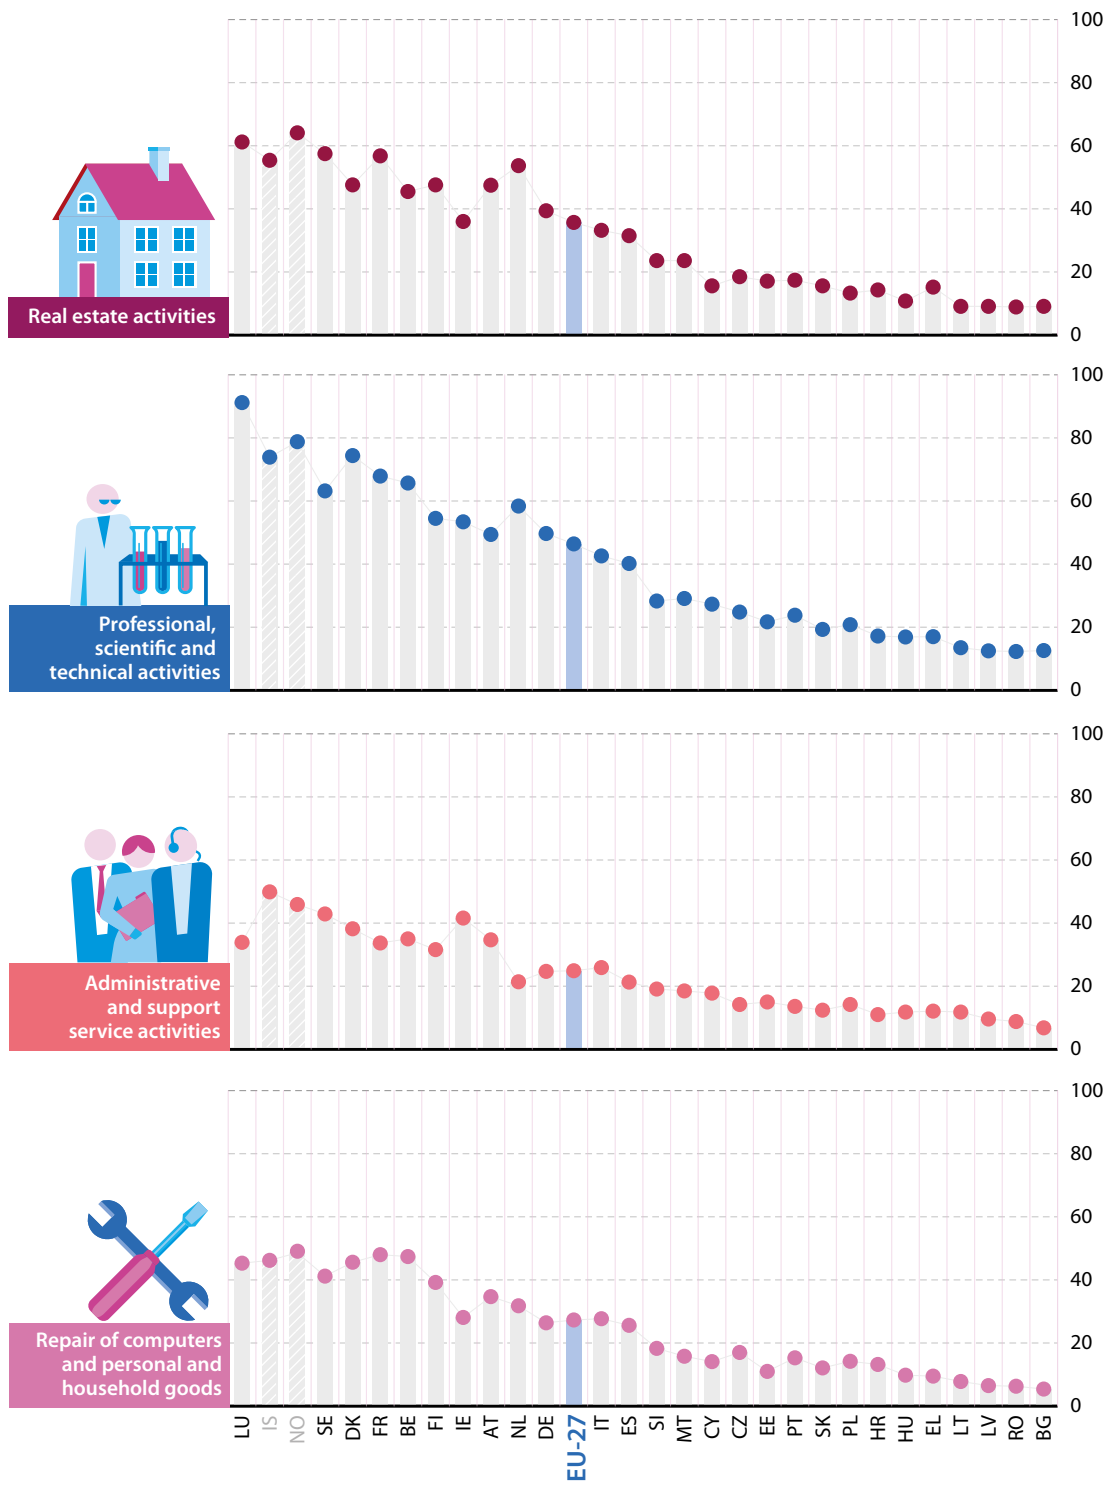 100
80
60
40
20
0
Real estate activities
100
80
60
40
20
0
Professional,
scientific and
technical activities
100
80
60
40
20
0
Administrative
and support
service activities
100
80
60
40
20
0
Repair of computers
and personal and
household goods
LU IS NO SE DK FR BE FI IE AT NL DE EU-27 IT ES SI MT CY CZ EE PT SK PL HR HU EL LT LV RO BG